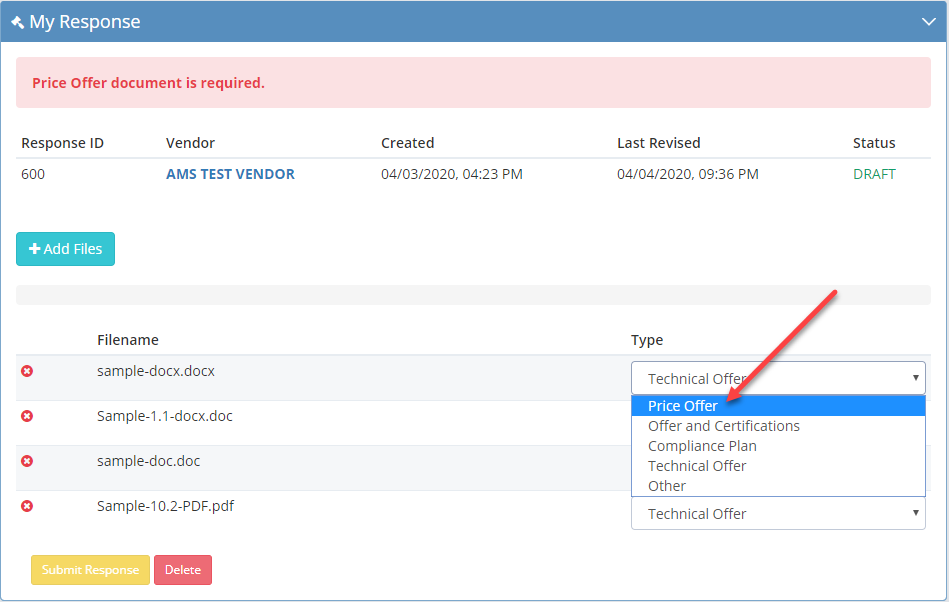 My Response
Price Offer document is required.
Response ID Vendor Created Last Revised Status
600 AMS TEST VENDOR 04/03/2020, 04:23 PM 04/04/2020, 09:36 PM DRAFT
Add Files
Filename Type
sample-docx.docx Technical Offer
Price Offer
Sample-1.1-docx.doc Offer and Certifications
Compliance Plan
sample-doc.doc Technical Offer
Other
Sample-10.2-PDF.pdf Technical Offer
Submit Response Delete